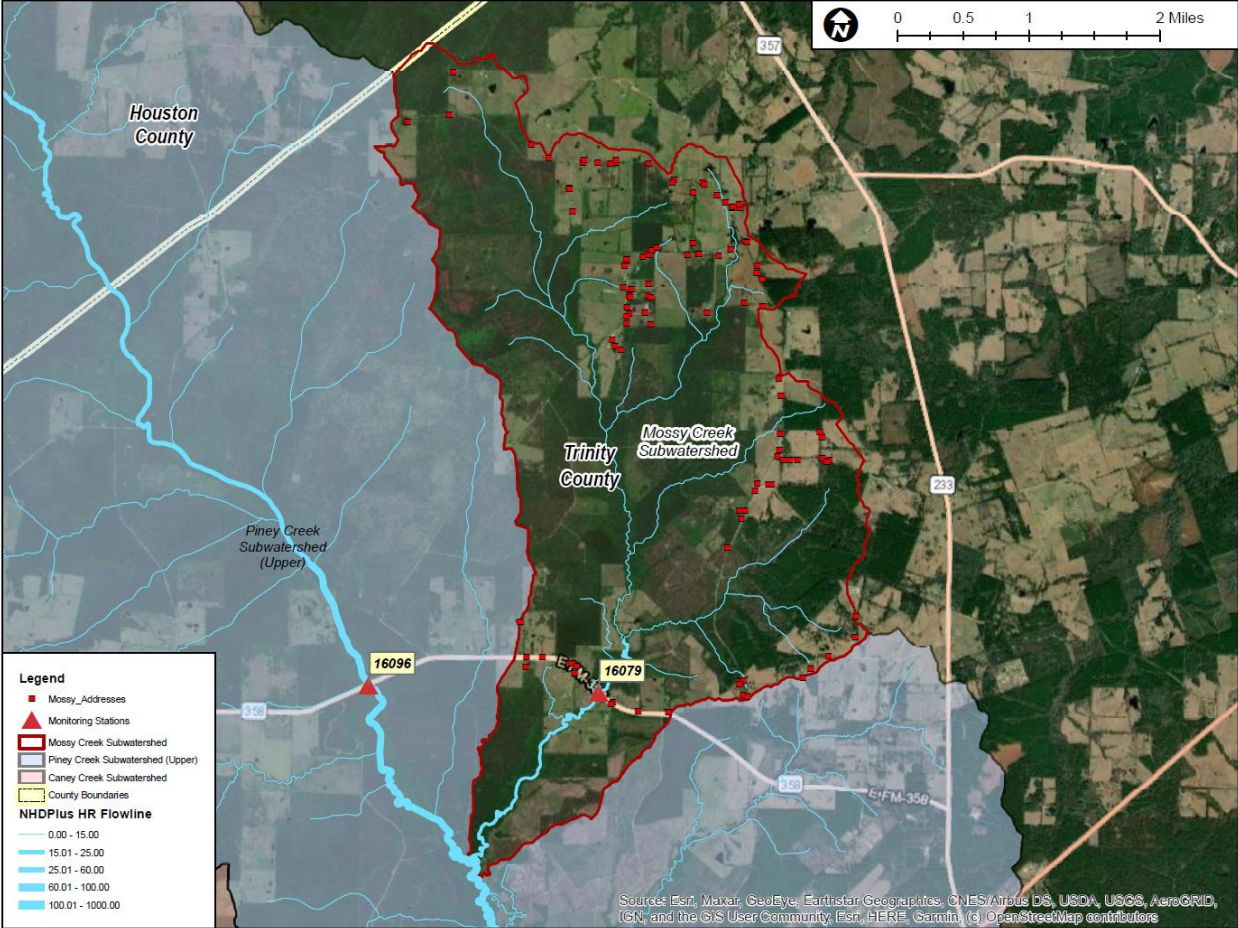 N
0 0.5 1 2 Miles
357
Houston
County
Mossy Creek
Subwatershed
Trinity
County
233
Piney Creek
Subwatershed
(Upper)
16096
16079
358
358
E FM-358
Legend
Mossy_Addresses
Monitoring Stations
Mossy Creek Subwatershed
Piney Creek Subwatershed (Upper)
Caney Creek Subwatershed
County Boundaries
NHDPlus HR Flowline
0.00 - 15.00
15.01 - 25.00
25.01 - 60.00
60.01 - 100.00
100.01 - 1000.00
Source: Esri, Maxar, GeoEye, Earthstar Geographics, CNES/Airbus DS, USDA, USGS, AeroGRID,
IGN, and the GIS User Community, Esri, HERE, Garmin, (c) OpenStreetMap contributors